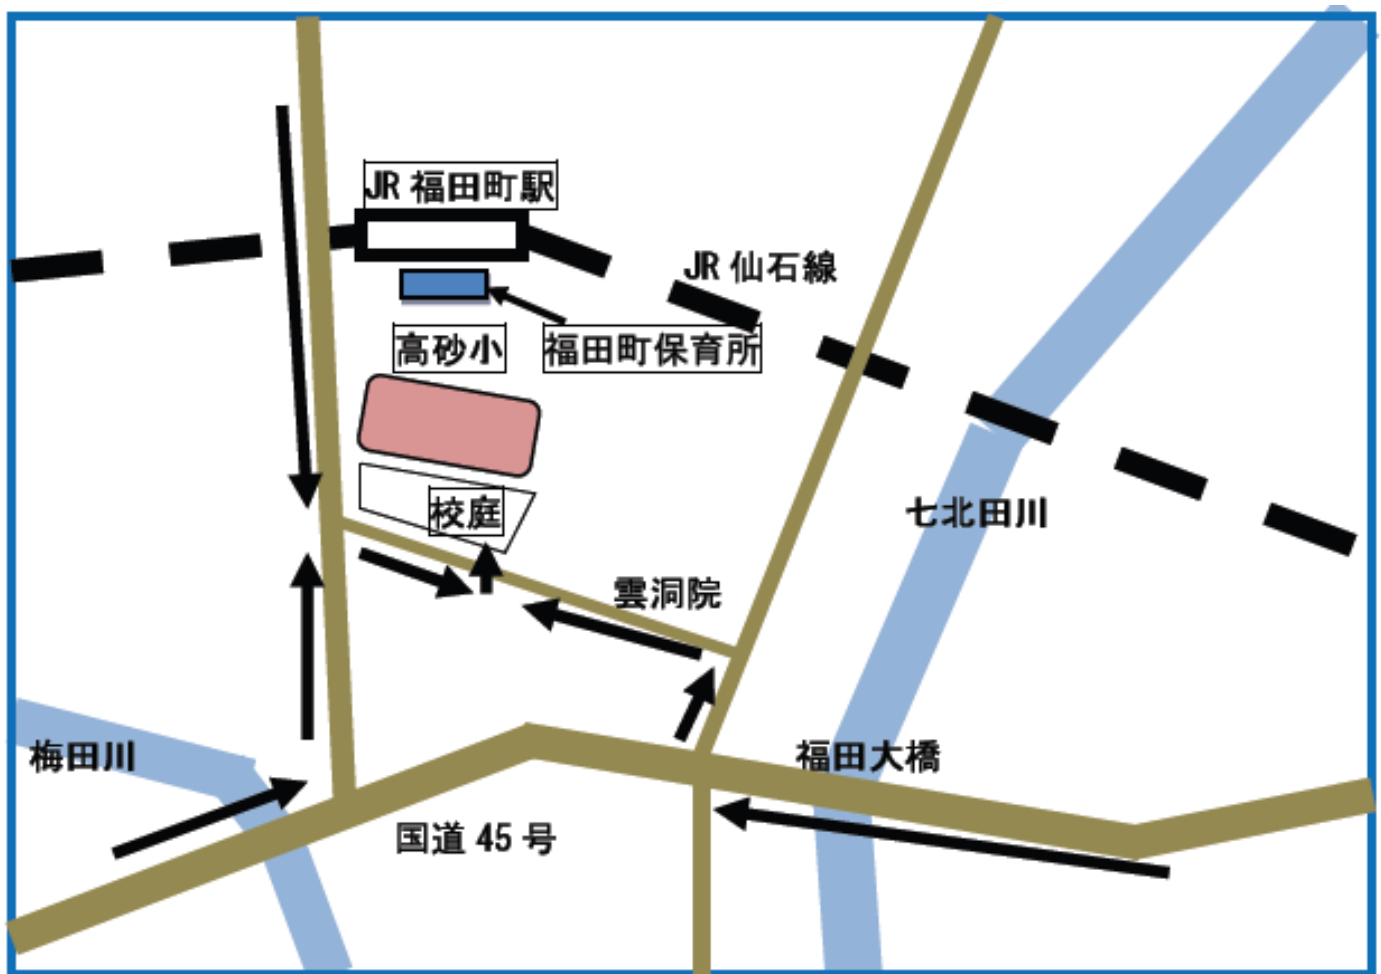 JR 福田町駅
JR 仙石線
高砂小
福田町保育所
校庭
七北田川
雲洞院
梅田川
福田大橋
国道 45 号